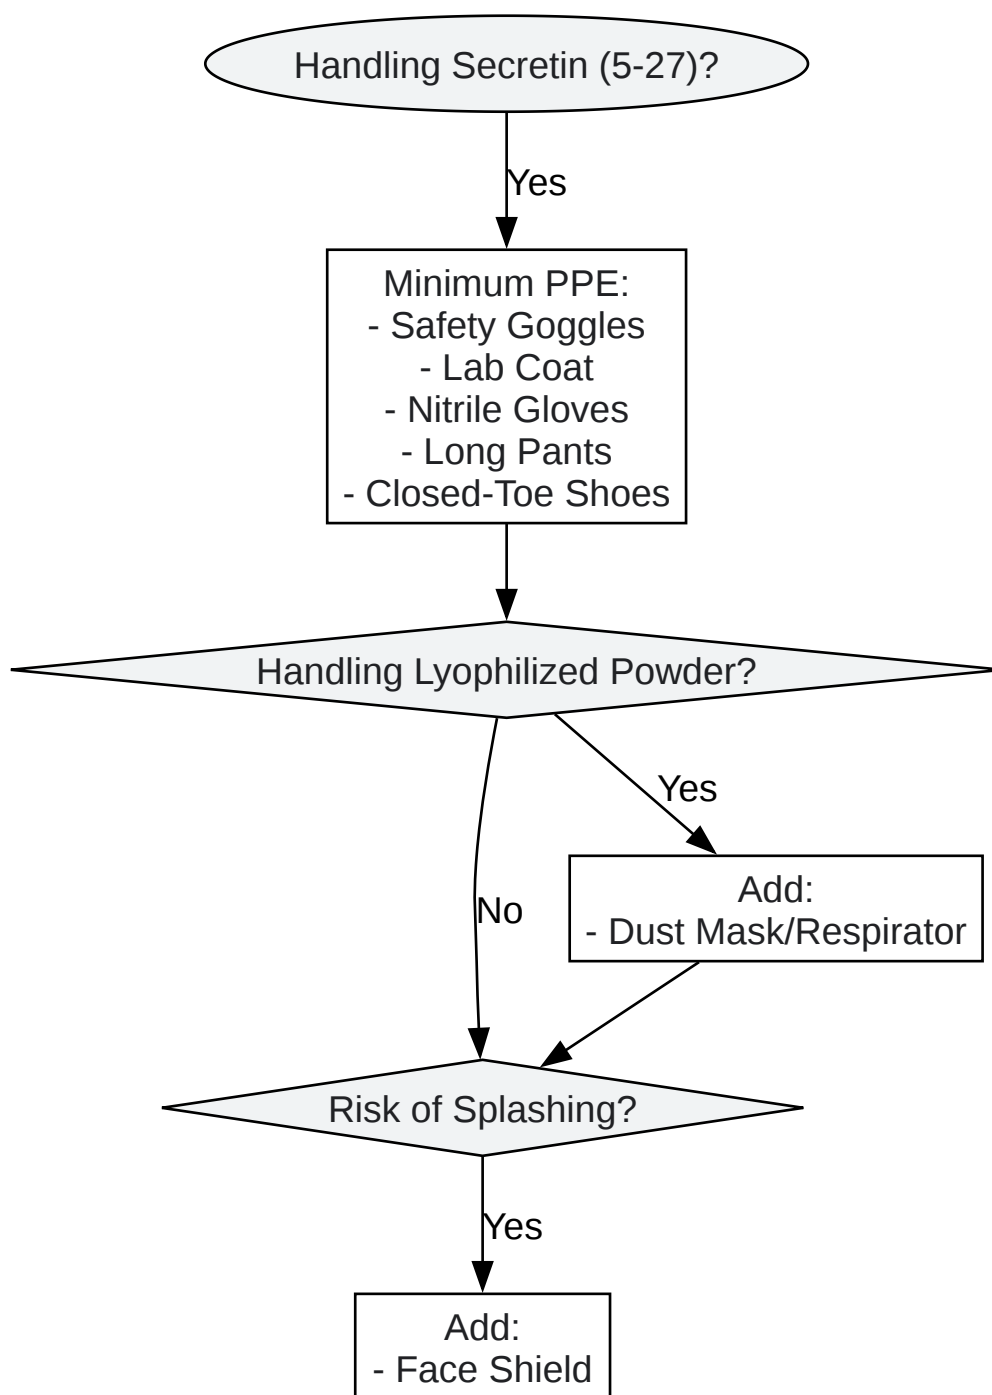 Handling Secretin (5-27)?
Yes
Minimum PPE:
- Safety Goggles
- Lab Coat
- Nitrile Gloves
- Long Pants
- Closed-Toe Shoes
Handling Lyophilized Powder?
Yes
Add:
- Dust Mask/Respirator
No
Risk of Splashing?
Yes
Add:
- Face Shield